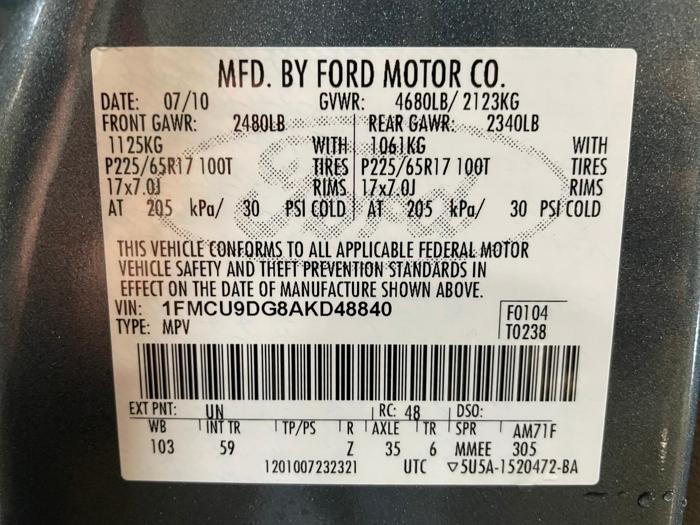 MFD. BY FORD MOTOR CO.
DATE: 07/10 GVWR: 4680LB/ 2123KG
FRONT GAWR: 2480LB REAR GAWR: 2340LB
1125KG WITH 1061KG WITH
P225/65R17 100T TIRES P225/65R17 100T TIRES
17x7.0J RIMS 17x7.0J RIMS
AT 205 kPa/ 30 PSI COLD AT 205 kPa/ 30 PSI COLD
Ford
THIS VEHICLE CONFORMS TO ALL APPLICABLE FEDERAL MOTOR
VEHICLE SAFETY AND THEFT PREVENTION STANDARDS IN
EFFECT ON THE DATE OF MANUFACTURE SHOWN ABOVE.
VIN: 1FMCU9DG8AKD48840 F0104
TYPE: MPV T0238
EXT PNT: UN RC: 48 DSO:
WB INT TR TP/PS R AXLE TR SPR AM71F
103 59 Z 35 6 MMEE 305
1201007232321 UTC ▽5U5A-1520472-BA